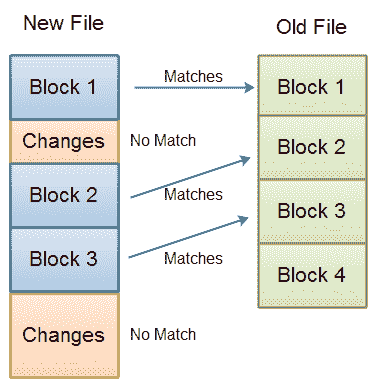 New File
Old File
Block 1
Matches
Block 1
Changes
No Match
Block 2
Block 2
Matches
Block 3
Block 3
Matches
Block 4
Changes
No Match